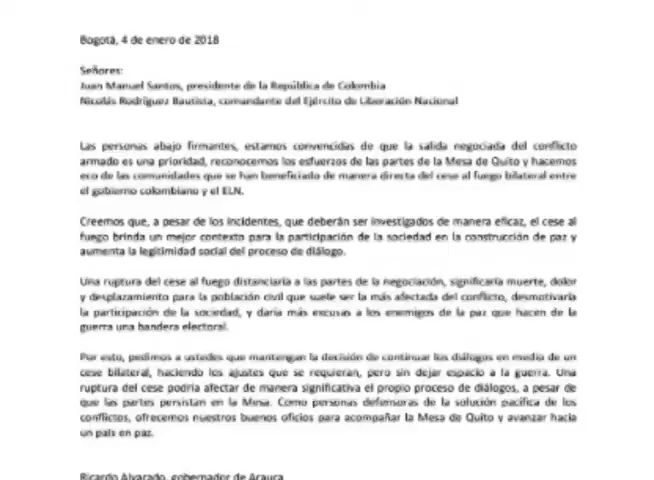 Bogotá, 4 de enero de 2018
Señores:
Juan Manuel Santos, presidente de la República de Colombia
Nicolás Rodríguez Bautista, comandante del Ejército de Liberación Nacional
Las personas abajo firmantes, estamos convencidas de que la salida negociada del conflicto
armado es una prioridad, reconocemos los esfuerzos de las partes de la Mesa de Quito y hacemos
eco de las comunidades que se han beneficiado de manera directa del cese al fuego bilateral entre
el gobierno colombiano y el ELN.
Creemos que, a pesar de los incidentes, que deberán ser investigados de manera eficaz, el cese al
fuego brinda un mejor contexto para la participación de la sociedad en la construcción de paz y
aumenta la legitimidad social del proceso de diálogo.
Una ruptura del cese al fuego distanciaría a las partes de la negociación, significaría muerte, dolor
y desplazamiento para la población civil que suele ser la más afectada del conflicto, desmotivaría
la participación de la sociedad, y daría más excusas a los enemigos de la paz que hacen de la
guerra una bandera electoral.
Por esto, pedimos a ustedes que mantengan la decisión de continuar los diálogos en medio de un
cese bilateral, haciendo los ajustes que se requieran, pero sin dejar espacio a la guerra. Una
ruptura del cese podría afectar de manera significativa el propio proceso de diálogos, a pesar de
que las partes persistan en la Mesa. Como personas defensoras de la solución pacífica de los
conflictos, ofrecemos nuestros buenos oficios para acompañar la Mesa de Quito y avanzar hacia
un país en paz.
Ricardo Alvarado, gobernador de Arauca